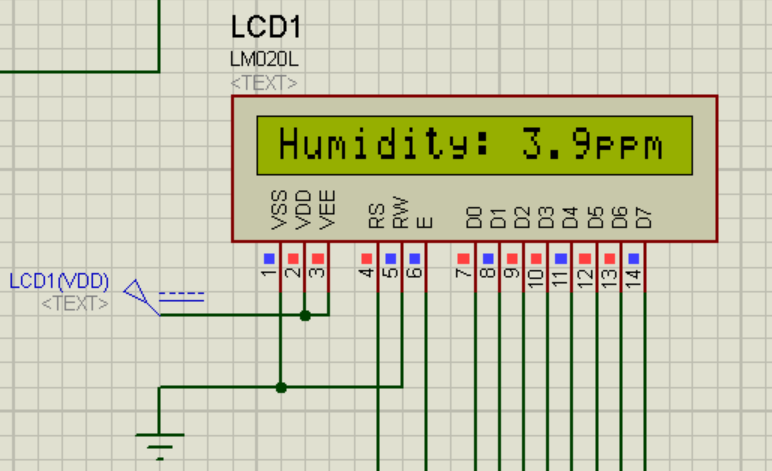 LCD1
LM020L
<TEXT>
Humidity: 3.9ppm
VSS VDD VEE RS RW E D0 D1 D2 D3 D4 D5 D6 D7
1 2 3 4 5 6 7 8 9 10 11 12 13 14
LCD1(VDD)
<TEXT>